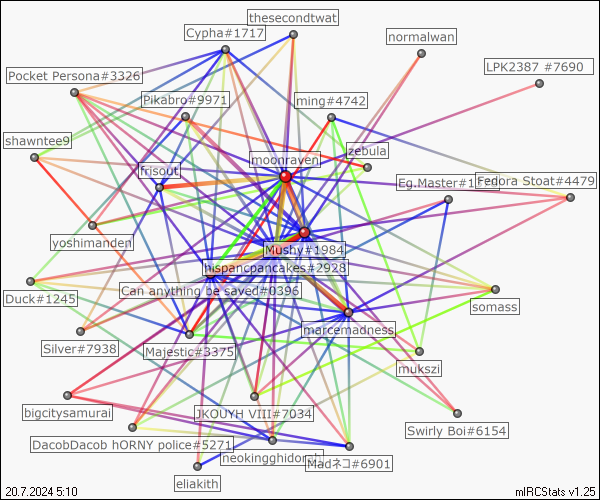 thesecondtwat
Cypha#1717
normalwan
LPK2387 #7690
Pocket Persona#3326
Pikabro#9971
ming#4742
shawntee9
zebula
moonraven
frisout
Eg.Master#1
Fedora Stoat#4479
yoshimanden
Mushy#1984
hispancpancakes#2928
Can anything be saved#0396
Duck#1245
somass
marcemadness
Silver#7938
Majestic#3375
mukszi
bigcitysamurai
JKOUYH VIII#7034
Swirly Boi#6154
DacobDacob hORNY police#5271
neokingghidorah
Madネコ#6901
eliakith
20.7.2024 5:10
mIRCStats v1.25